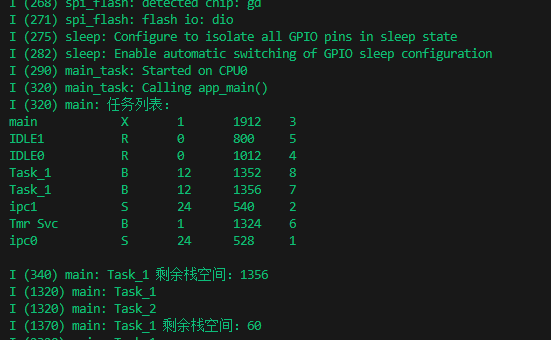 I (268) spi_flash: detected chip: gd
I (271) spi_flash: flash io: dio
I (275) sleep: Configure to isolate all GPIO pins in sleep state
I (282) sleep: Enable automatic switching of GPIO sleep configuration
I (290) main_task: Started on CPU0
I (320) main_task: Calling app_main()
I (320) main: 任务列表:
main X 1 1912 3
IDLE1 R 0 800 5
IDLE0 R 0 1012 4
Task_1 B 12 1352 8
Task_1 B 12 1356 7
ipc1 S 24 540 2
Tmr Svc B 1 1324 6
ipc0 S 24 528 1
I (340) main: Task_1 剩余栈空间: 1356
I (1320) main: Task_1
I (1320) main: Task_2
I (1370) main: Task_1 剩余栈空间: 60